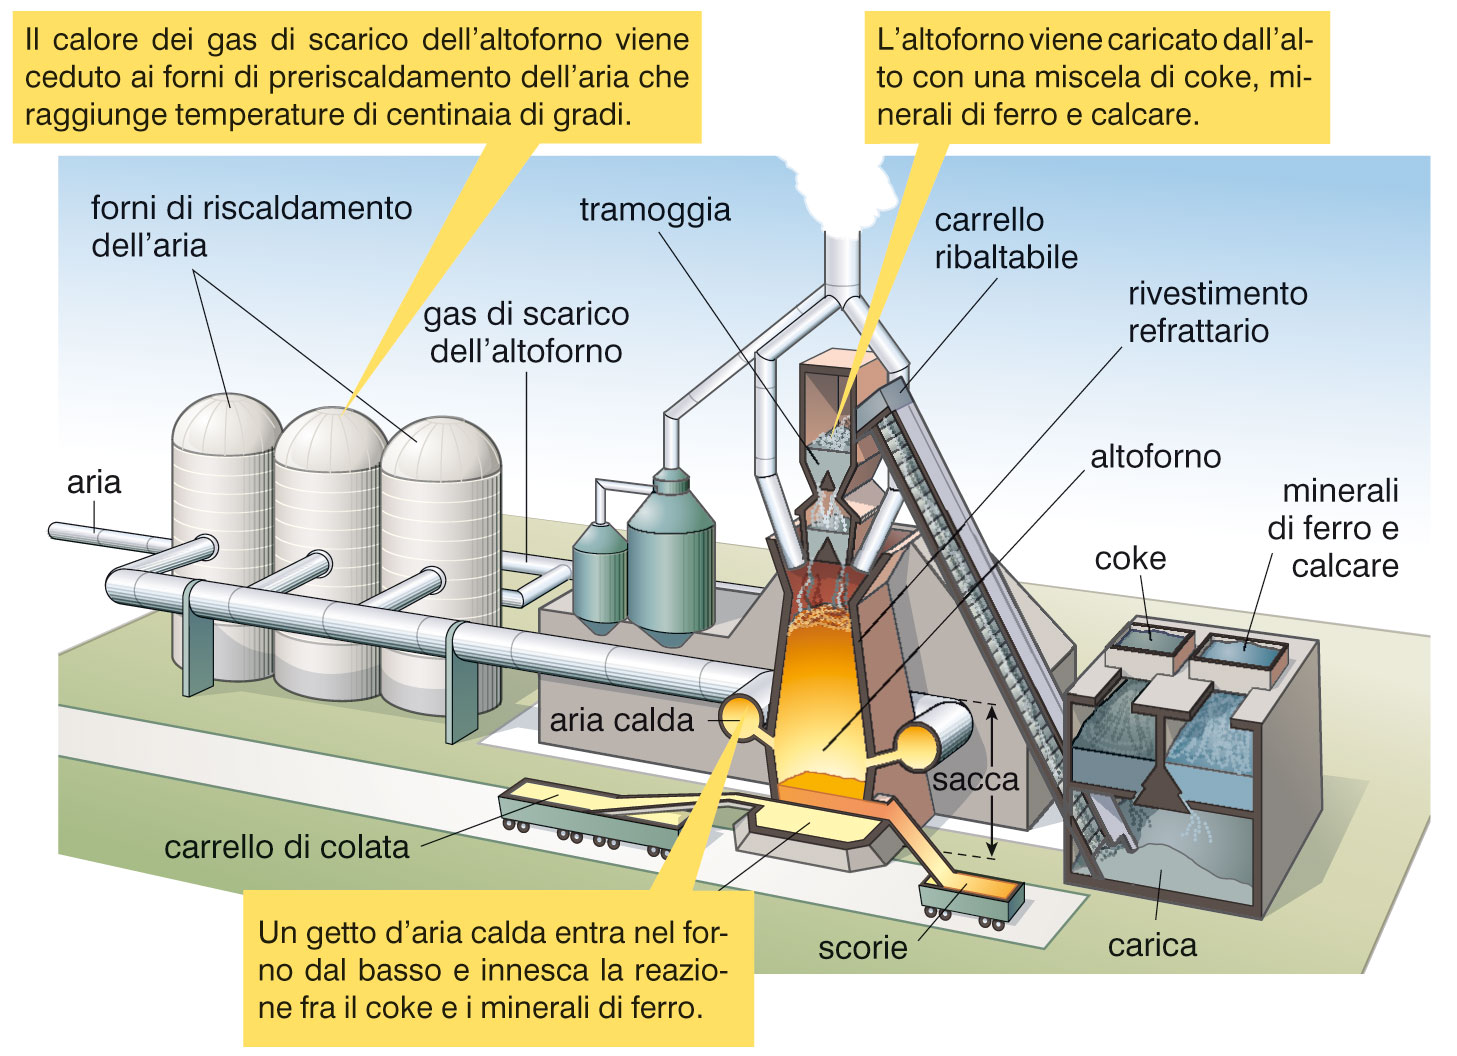 Il calore dei gas di scarico dell'altoforno viene
ceduto ai forni di preriscaldamento dell'aria che
raggiunge temperature di centinaia di gradi.
L'altoforno viene caricato dall'al-
to con una miscela di coke, mi-
nerali di ferro e calcare.
forni di riscaldamento
dell'aria
tramoggia
carrello
ribaltabile
gas di scarico
dell'altoforno
rivestimento
refrattario
aria
altoforno
minerali
di ferro e
calcare
coke
aria calda
sacca
carrello di colata
scorie
carica
Un getto d'aria calda entra nel for-
no dal basso e innesca la reazio-
ne fra il coke e i minerali di ferro.